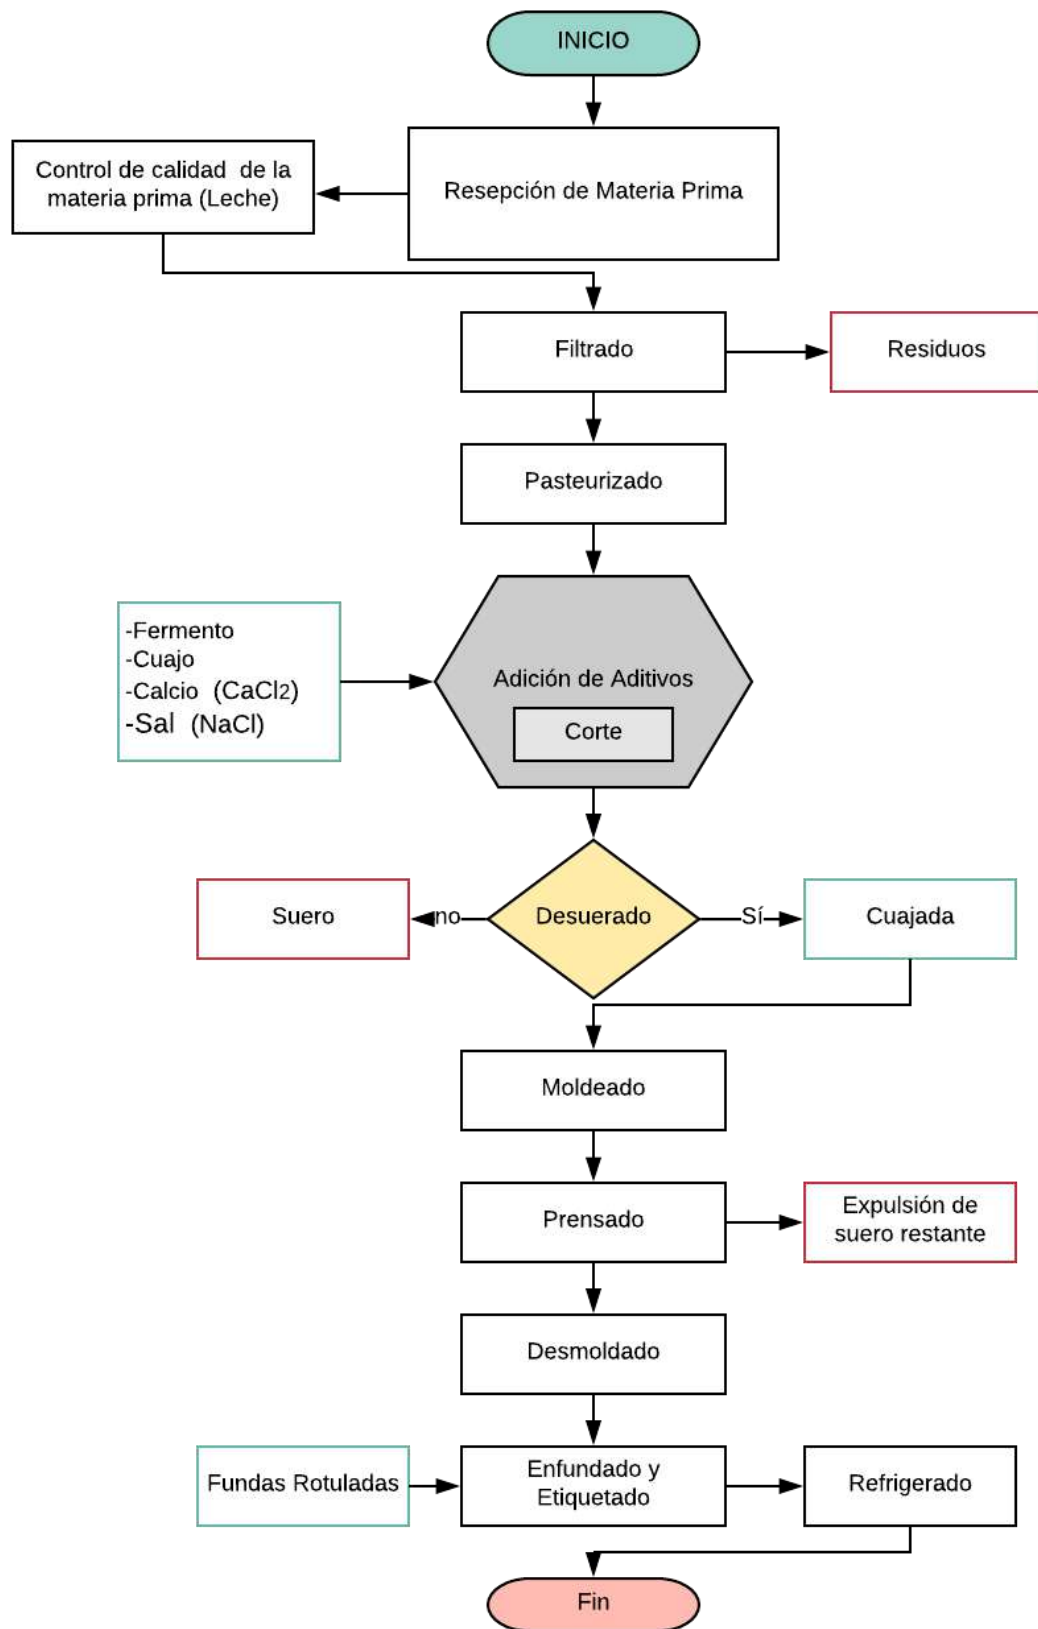 INICIO
Control de calidad de la
materia prima (Leche)
Resepción de Materia Prima
Filtrado
Residuos
Pasteurizado
-Fermento
-Cuajo
-Calcio (CaCl2)
-Sal (NaCl)
Adición de Aditivos
Corte
Suero
no
Desuerado
Sí
Cuajada
Moldeado
Prensado
Expulsión de
suero restante
Desmoldado
Fundas Rotuladas
Enfundado y
Etiquetado
Refrigerado
Fin